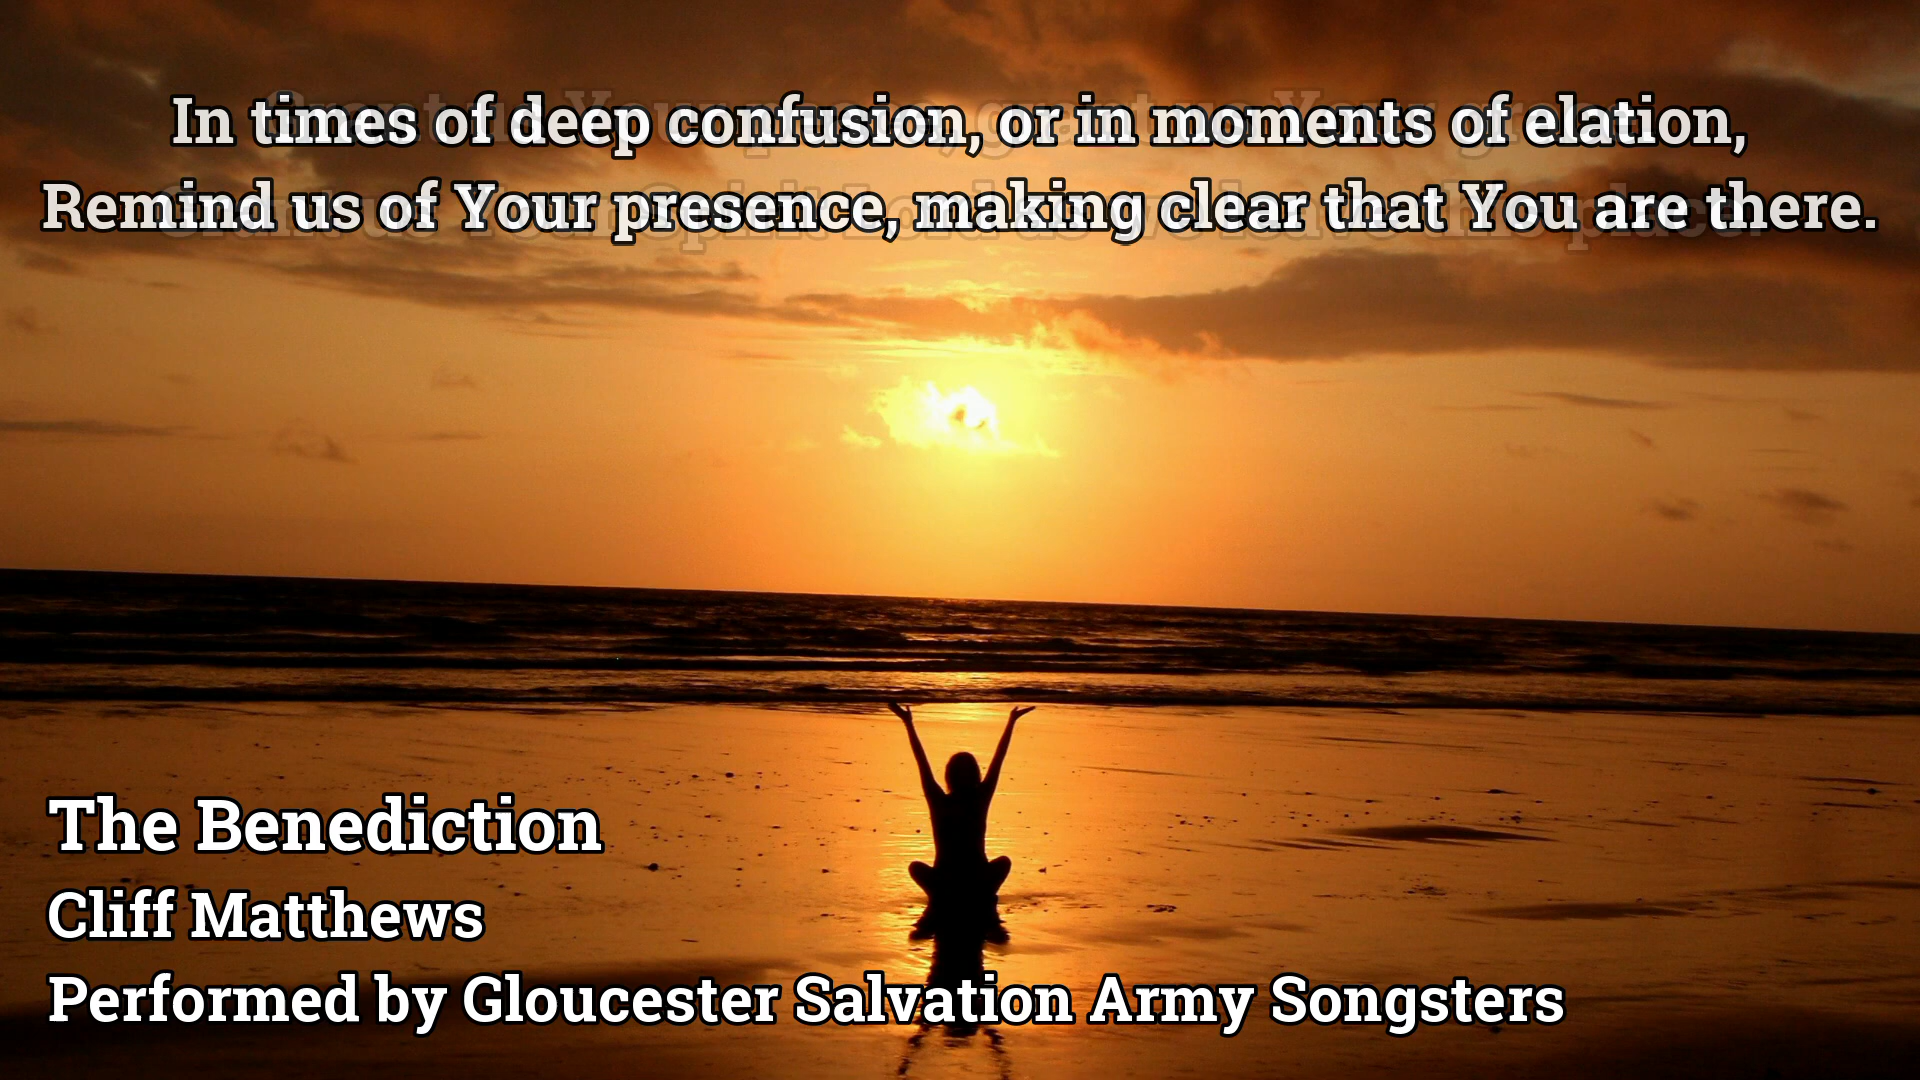 In times of deep confusion, or in moments of elation,
Remind us of Your presence, making clear that You are there.
The Benediction
Cliff Matthews
Performed by Gloucester Salvation Army Songsters